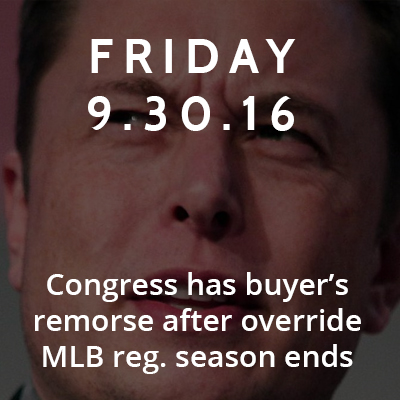 FRIDAY
9.30.16
Congress has buyer’s
remorse after override
MLB reg. season ends